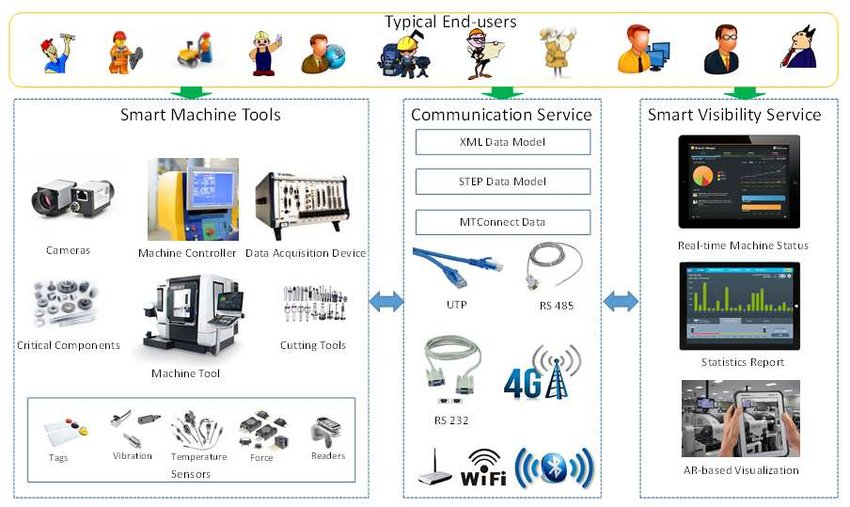 Typical End-users
Smart Machine Tools
Cameras
Machine Controller
Data Acquisition Device
Critical Components
Machine Tool
Cutting Tools
Tags
Vibration
Temperature
Force
Readers
Sensors
Communication Service
XML Data Model
STEP Data Model
MTConnect Data
UTP
RS 485
RS 232
4G
WiFi
Smart Visibility Service
Real-time Machine Status
Statistics Report
AR-based Visualization